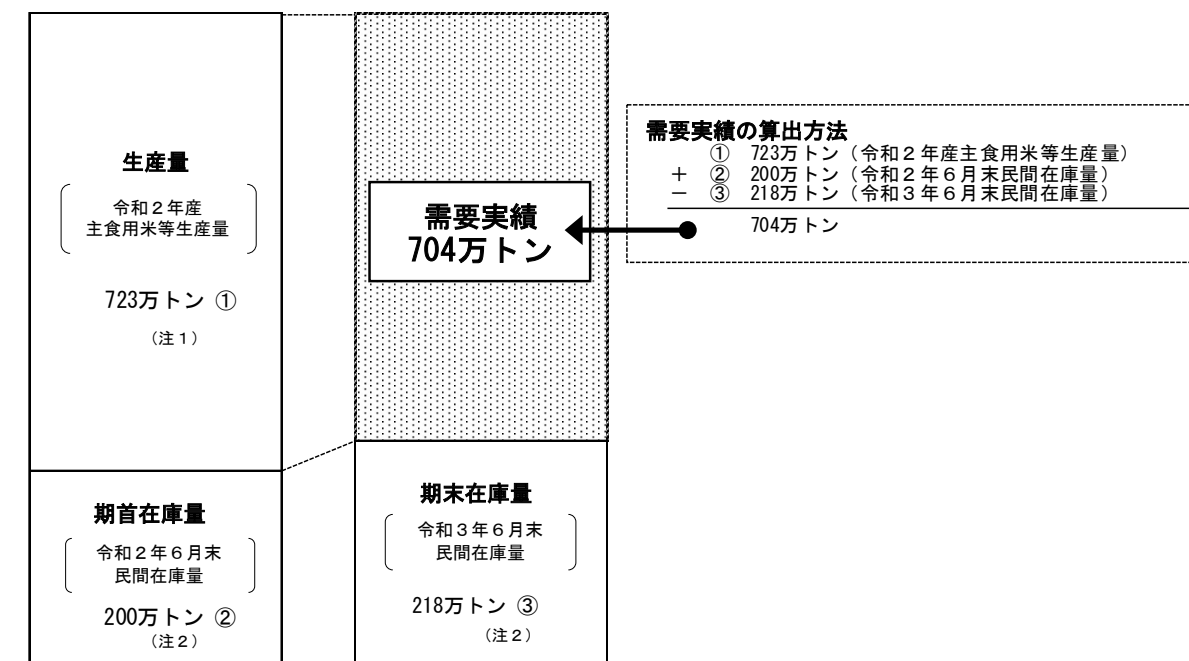 生産量
令和２年産
主食用米等生産量
723万トン ①
（注１）
期首在庫量
令和２年６月末
民間在庫量
200万トン ②
（注２）
需要実績
704万トン
期末在庫量
令和３年６月末
民間在庫量
218万トン ③
（注２）
需要実績の算出方法
① 723万トン（令和２年産主食用米等生産量）
＋ ② 200万トン（令和２年６月末民間在庫量）
－ ③ 218万トン（令和３年６月末民間在庫量）
704万トン